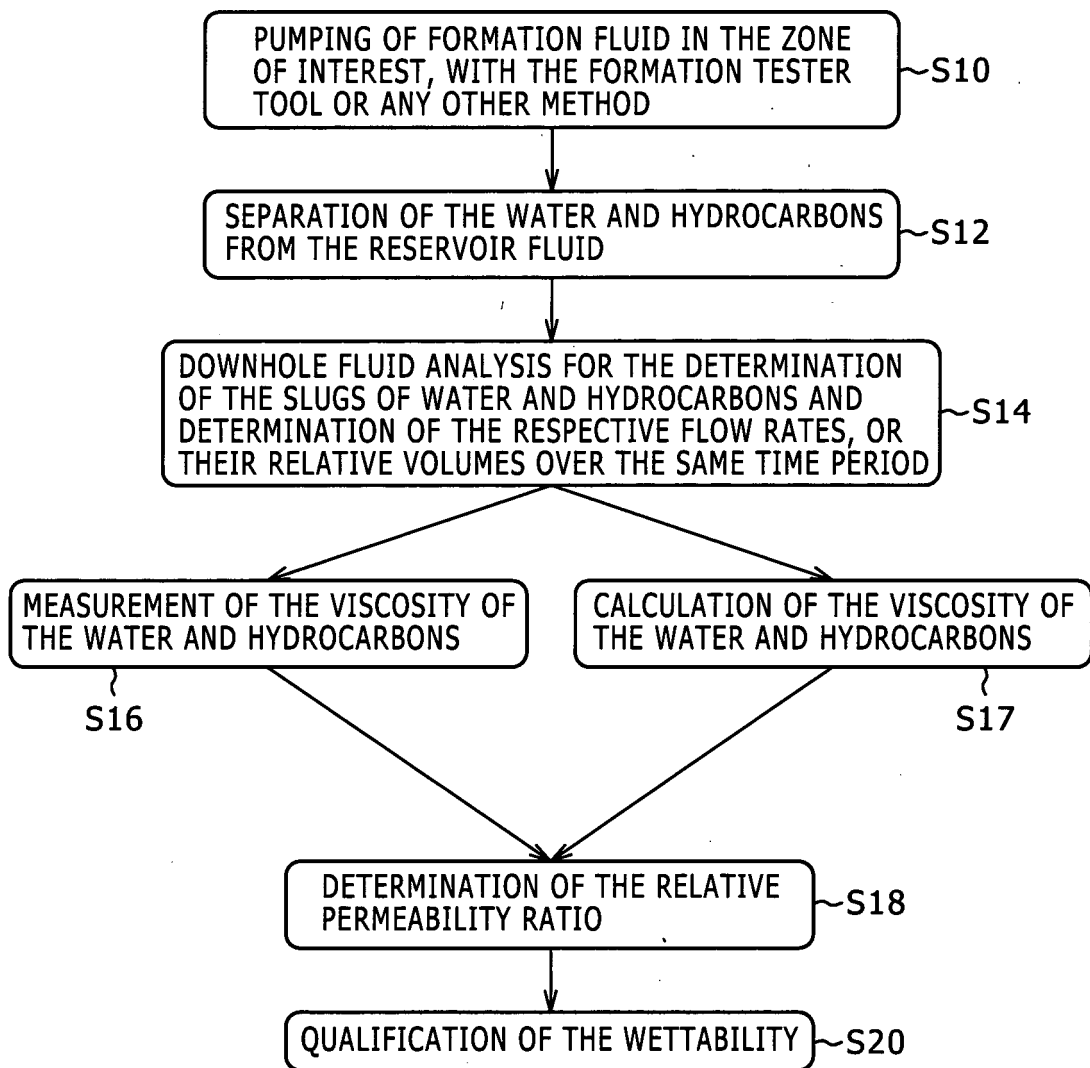 PUMPING OF FORMATION FLUID IN THE ZONE
OF INTEREST, WITH THE FORMATION TESTER
TOOL OR ANY OTHER METHOD
S10
SEPARATION OF THE WATER AND HYDROCARBONS
FROM THE RESERVOIR FLUID
S12
DOWNHOLE FLUID ANALYSIS FOR THE DETERMINATION
OF THE SLUGS OF WATER AND HYDROCARBONS AND
DETERMINATION OF THE RESPECTIVE FLOW RATES, OR
THEIR RELATIVE VOLUMES OVER THE SAME TIME PERIOD
S14
MEASUREMENT OF THE VISCOSITY OF
THE WATER AND HYDROCARBONS
S16
CALCULATION OF THE VISCOSITY OF
THE WATER AND HYDROCARBONS
S17
DETERMINATION OF THE RELATIVE
PERMEABILITY RATIO
S18
QUALIFICATION OF THE WETTABILITY
S20